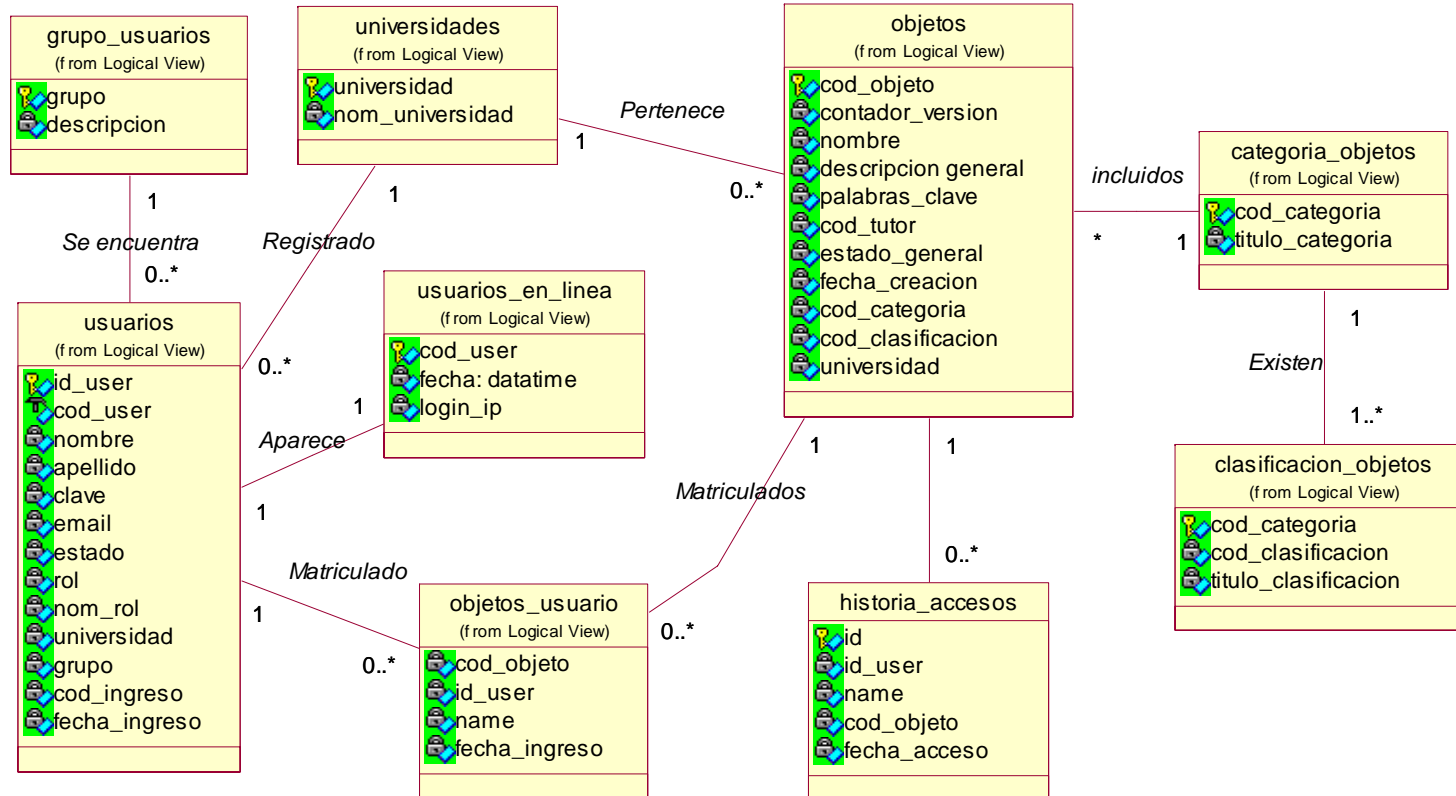 grupo_usuarios
(from Logical View)
grupo
descripcion
universidades
(from Logical View)
universidad
nom_universidad
objetos
(from Logical View)
cod_objeto
contador_version
nombre
descripcion general
palabras_clave
cod_tutor
estado_general
fecha_creacion
cod_categoria
cod_clasificacion
universidad
categoria_objetos
(from Logical View)
cod_categoria
titulo_categoria
Pertenece
1
0..*
incluidos
*
1
1
Se encuentra
0..*
1
Registrado
0..*
usuarios
(from Logical View)
id_user
cod_user
nombre
apellido
clave
email
estado
rol
nom_rol
universidad
grupo
cod_ingreso
fecha_ingreso
usuarios_en_linea
(from Logical View)
cod_user
fecha: datatime
login_ip
1
Aparece
1
1
Existen
1..*
clasificacion_objetos
(from Logical View)
cod_categoria
cod_clasificacion
titulo_clasificacion
1
Matriculados
0..*
1
0..*
Matriculado
1
0..*
objetos_usuario
(from Logical View)
cod_objeto
id_user
name
fecha_ingreso
historia_accesos
id
id_user
name
cod_objeto
fecha_acceso